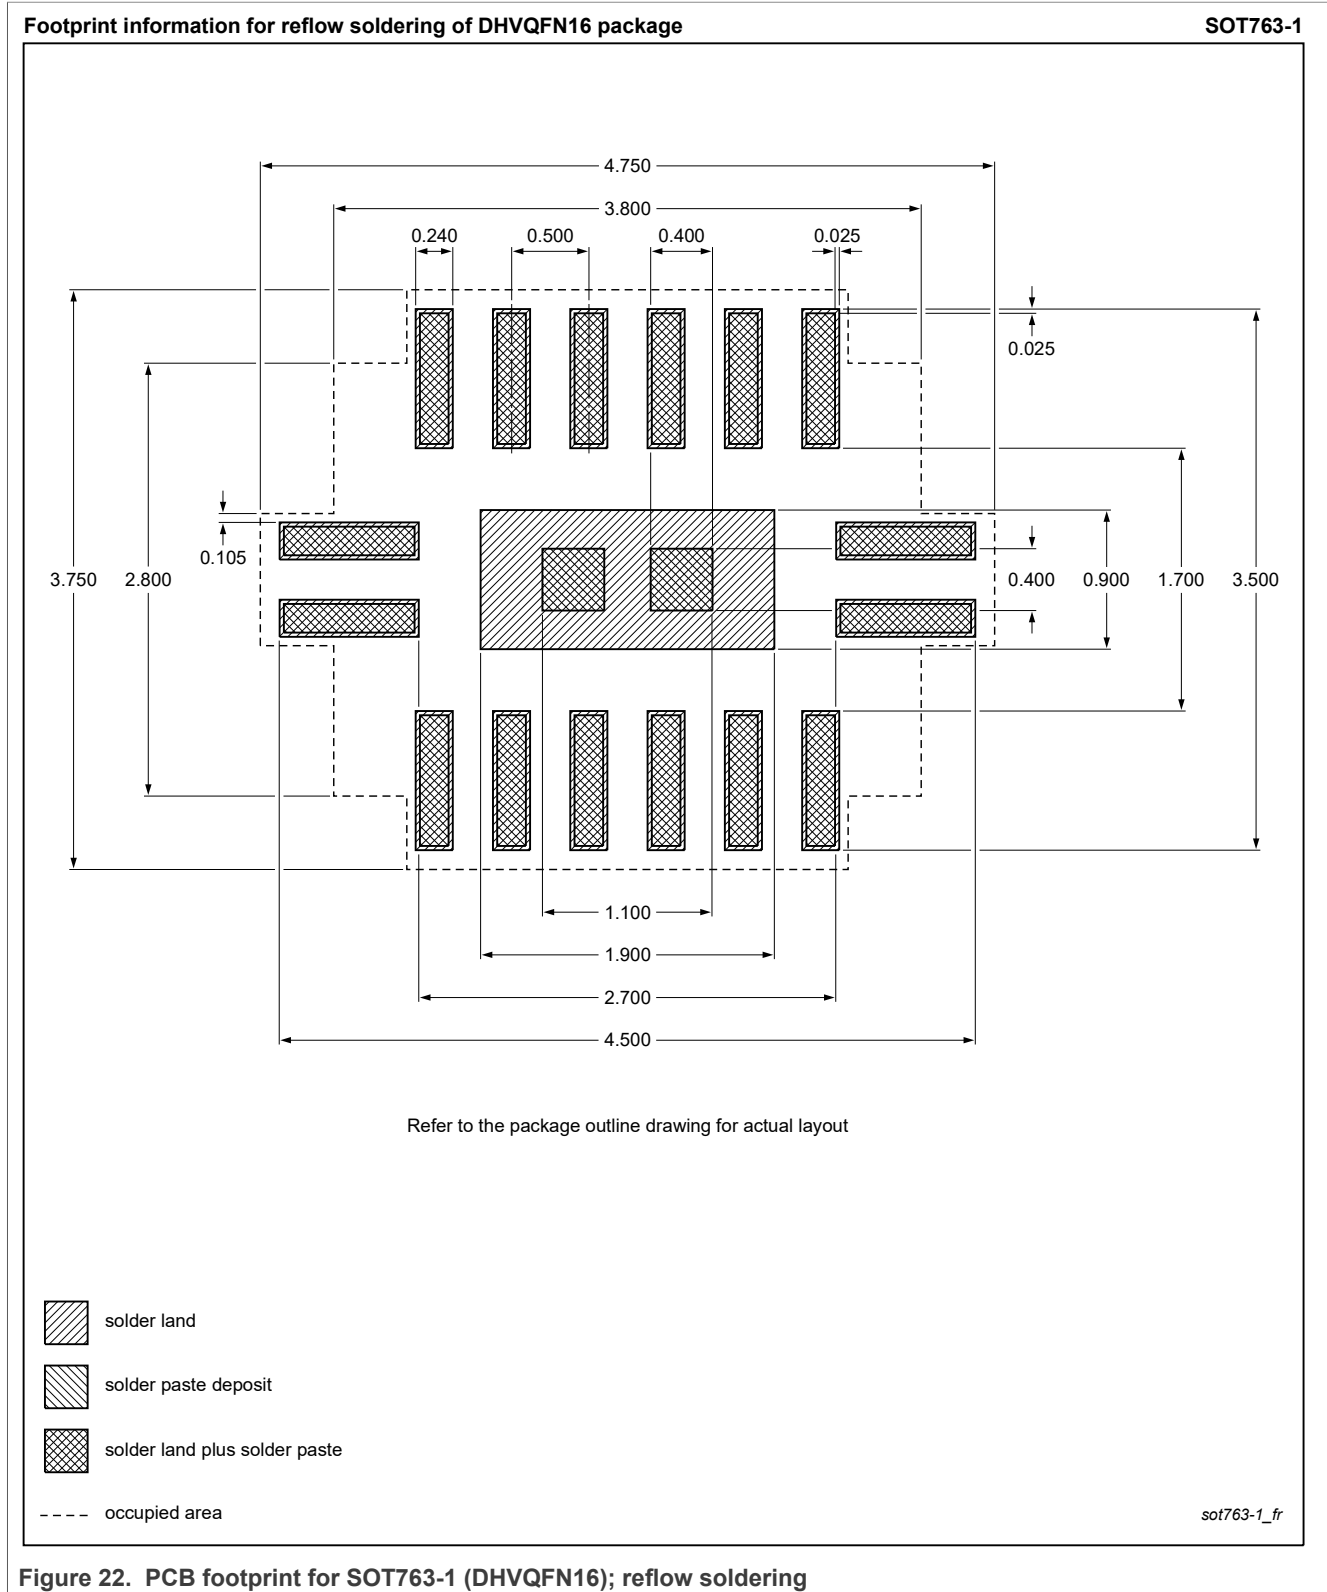 Footprint information for reflow soldering of DHVQFN16 package SOT763-1
4.750
3.800
0.240 0.500 0.400 0.025
0.025
0.105
3.750 2.800 0.400 0.900 1.700 3.500
1.100
1.900
2.700
4.500
Refer to the package outline drawing for actual layout
solder land
solder paste deposit
solder land plus solder paste
occupied area sot763-1_fr
Figure 22. PCB footprint for SOT763-1 (DHVQFN16); reflow soldering